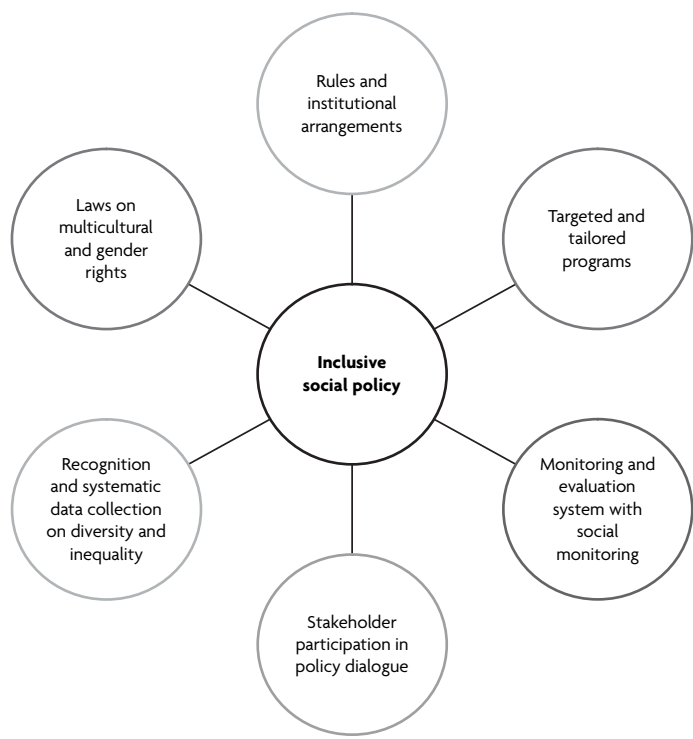 Rules and
institutional
arrangements
Laws on
multicultural
and gender
rights
Targeted and
tailored
programs
Inclusive
social policy
Recognition
and systematic
data collection
on diversity and
inequality
Monitoring and
evaluation
system with
social
monitoring
Stakeholder
participation in
policy dialogue